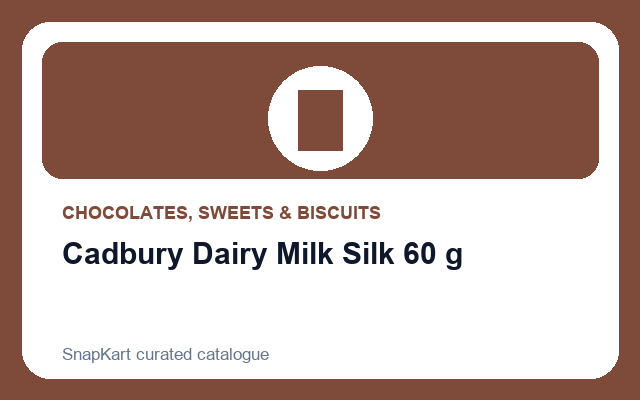 CHOCOLATES, SWEETS & BISCUITS
Cadbury Dairy Milk Silk 60 g
SnapKart curated catalogue